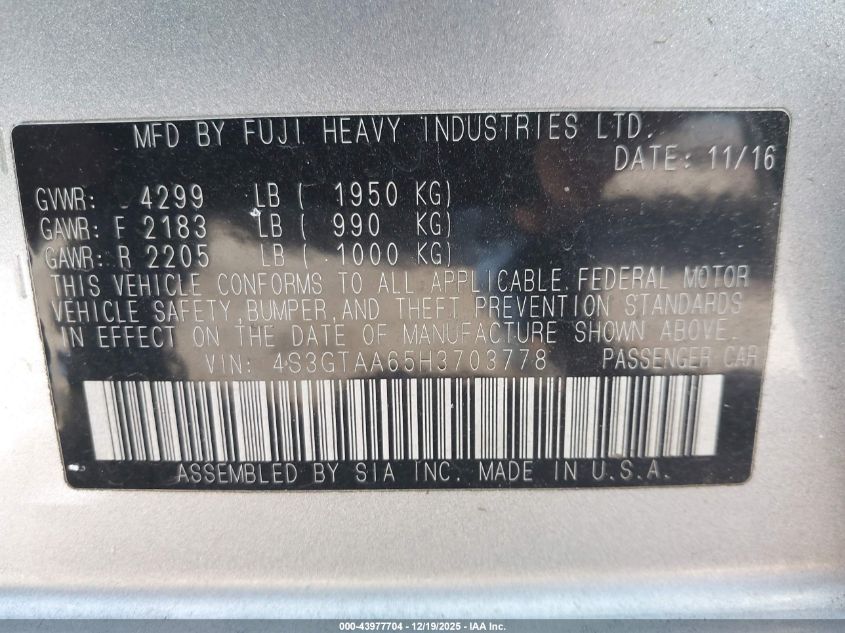 MFD BY FUJI HEAVY INDUSTRIES LTD.
DATE: 11/16
GVWR: 4299 LB ( 1950 KG)
GAWR: F 2183 LB ( 990 KG)
GAWR: R 2205 LB ( 1000 KG)
THIS VEHICLE CONFORMS TO ALL APPLICABLE FEDERAL MOTOR
VEHICLE SAFETY, BUMPER, AND THEFT PREVENTION STANDARDS
IN EFFECT ON THE DATE OF MANUFACTURE SHOWN ABOVE.
VIN: 4S3GTAA65H3703778 PASSENGER CAR
ASSEMBLED BY SIA INC. MADE IN U.S.A.
000-43977704 - 12/19/2025 - IAA Inc.